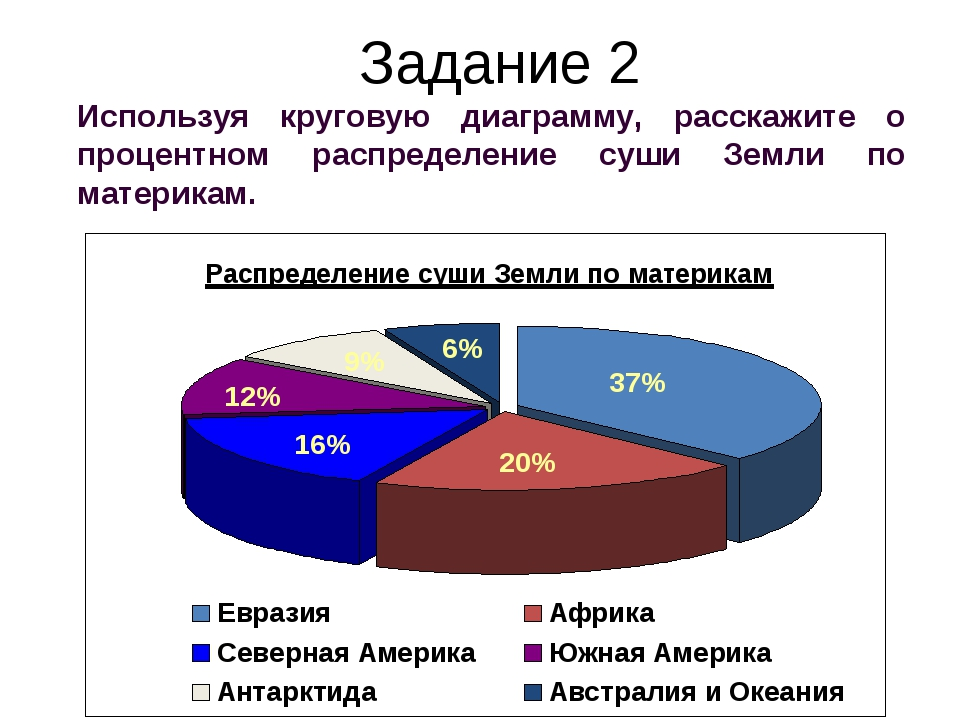 Задание 2
Используя круговую диаграмму, расскажите о
процентном распределение суши Земли по
материкам.
Распределение суши Земли по материкам
6%
9%
37%
12%
16%
20%
Евразия
Африка
Северная Америка
Южная Америка
Антарктида
Австралия и Океания